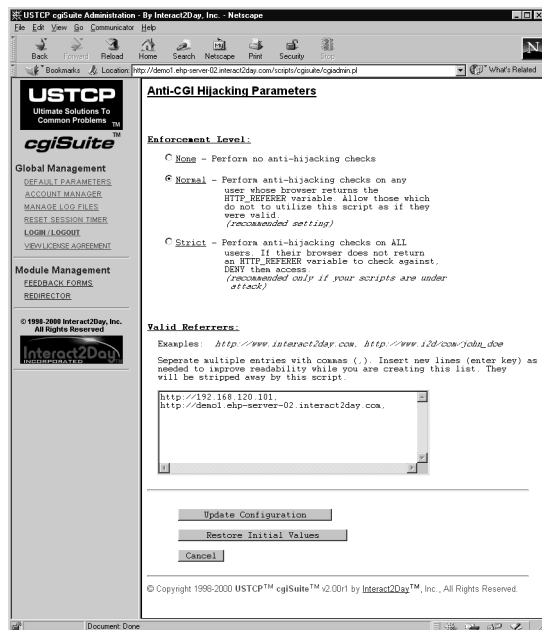 USTCP cgiSuite Administration - By Interact2Day, Inc. - Netscape
File Edit View Go Communicator Help
Back Forward Reload Home Search Netscape Print Security Stop
N
Bookmarks Location: http://demo1.ehp-server-02.interact2day.com/scripts/cgisuite/cgiadmin.pl What's Related
USTCP
Ultimate Solutions To
Common Problems TM
cgiSuite TM
Global Management
DEFAULT PARAMETERS
ACCOUNT MANAGER
MANAGE LOG FILES
RESET SESSION TIMER
LOGIN / LOGOUT
VIEW LICENSE AGREEMENT
Module Management
FEEDBACK FORMS
REDIRECTOR
© 1998-2000 Interact2Day, Inc.
All Rights Reserved
Interact2Day
INCORPORATED
Anti-CGI Hijacking Parameters
Enforcement Level:
None - Perform no anti-hijacking checks
Normal - Perform anti-hijacking checks on any
user whose browser returns the
HTTP_REFERER variable. Allow those which
do not to utilize this script as if they
were valid.
(recommended setting)
Strict - Perform anti-hijacking checks on ALL
users. If their browser does not return
an HTTP_REFERER variable to check against,
DENY them access.
(recommended only if your scripts are under
attack)
Valid Referrers:
Examples: http://www.interact2day.com, http://www.i2d/com/john_doe
Seperate multiple entries with commas (,). Insert new lines (enter key) as
needed to improve readability while you are creating this list. They
will be stripped away by this script.
http://192.168.120.101,
http://demo1.ehp-server-02.interact2day.com,
Update Configuration
Restore Initial Values
Cancel
© Copyright 1998-2000 USTCP™ cgiSuite™ v2.00r1 by Interact2Day™, Inc., All Rights Reserved.
Document: Done